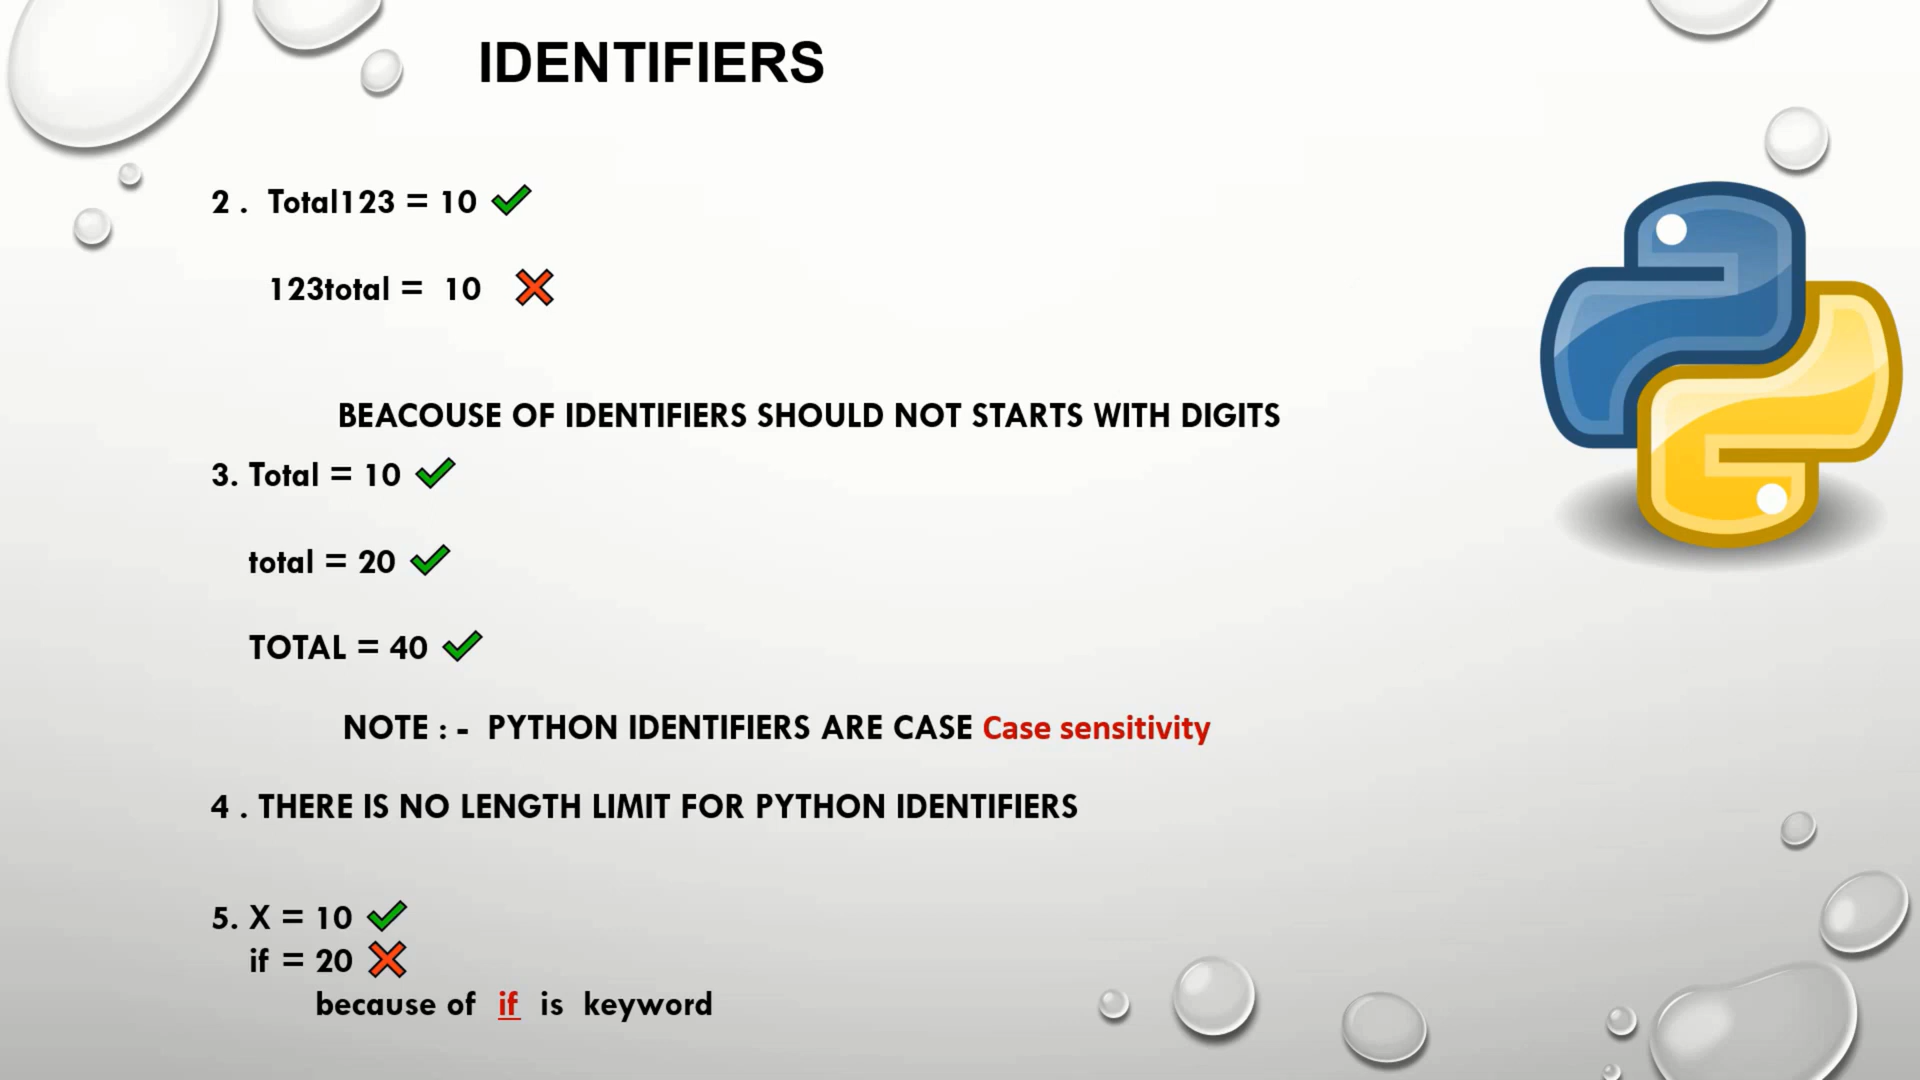 IDENTIFIERS
2 . Total123 = 10
123total = 10
BEACOUSE OF IDENTIFIERS SHOULD NOT STARTS WITH DIGITS
3. Total = 10
total = 20
TOTAL = 40
NOTE : - PYTHON IDENTIFIERS ARE CASE Case sensitivity
4 . THERE IS NO LENGTH LIMIT FOR PYTHON IDENTIFIERS
5. X = 10
if = 20
because of if is keyword